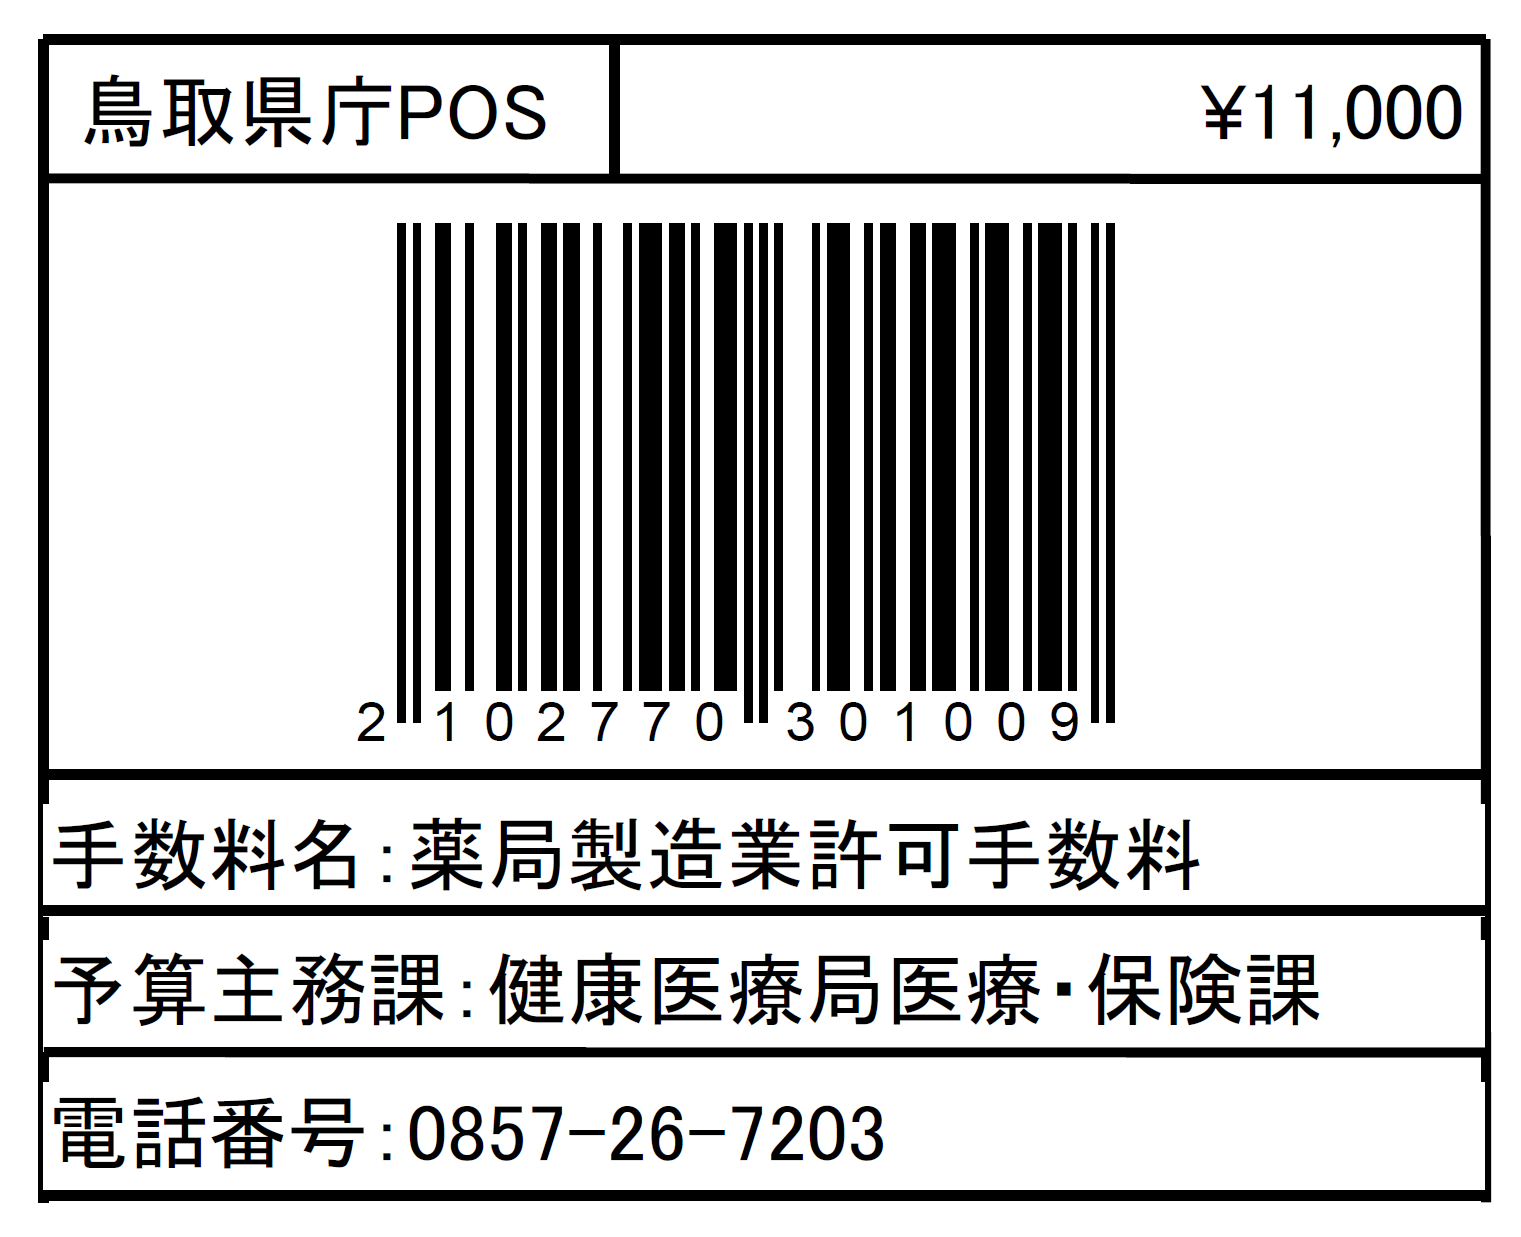 鳥取県庁POS
¥11,000
2 102770 301009
手数料名:薬局製造業許可手数料
予算主務課:健康医療局医療・保険課
電話番号:0857-26-7203